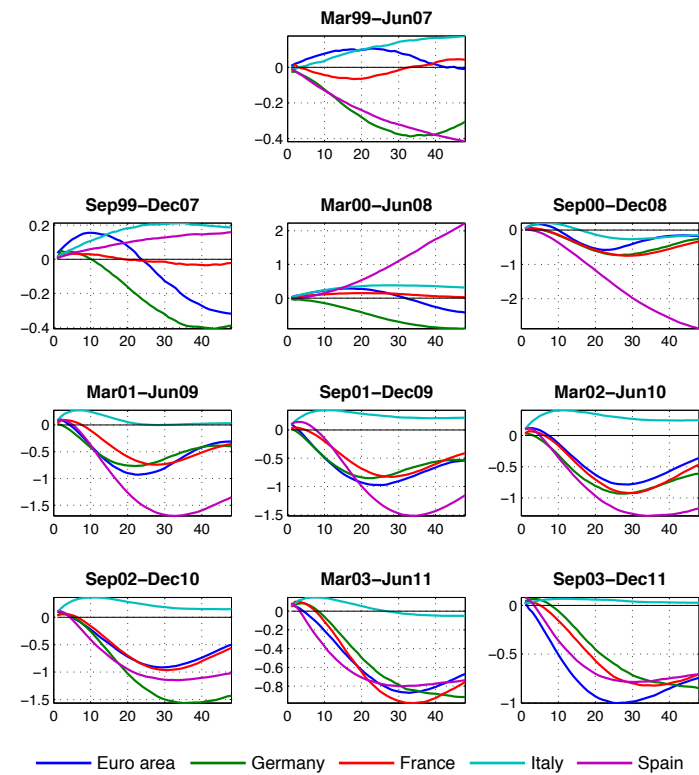 Mar99−Jun07
0
−0.2
−0.4
0 10 20 30 40
Sep99−Dec07 Mar00−Jun08 Sep00−Dec08
0.2
0
−0.2
−0.4
0 10 20 30 40
2
1
0
0 10 20 30 40
0
−1
−2
0 10 20 30 40
Mar01−Jun09 Sep01−Dec09 Mar02−Jun10
0
−0.5
−1
−1.5
0 10 20 30 40
0
−0.5
−1
−1.5
0 10 20 30 40
0
−0.5
−1
0 10 20 30 40
Sep02−Dec10 Mar03−Jun11 Sep03−Dec11
0
−0.5
−1
−1.5
0 10 20 30 40
0
−0.2
−0.4
−0.6
−0.8
0 10 20 30 40
0
−0.5
−1
0 10 20 30 40
Euro area Germany France Italy Spain